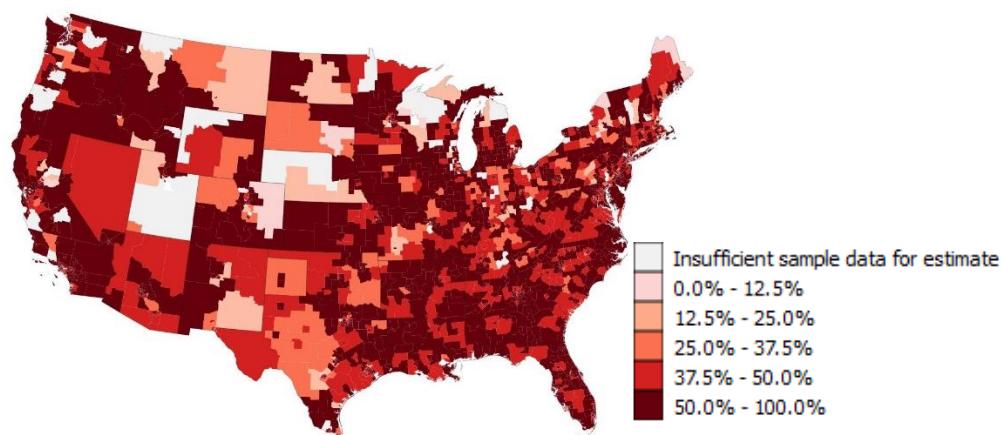 Insufficient sample data for estimate
0.0% - 12.5%
12.5% - 25.0%
25.0% - 37.5%
37.5% - 50.0%
50.0% - 100.0%